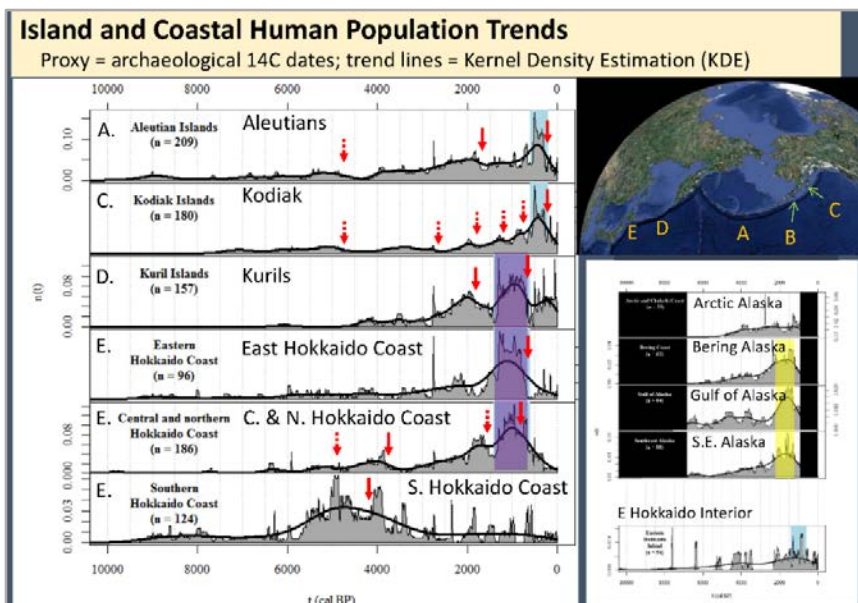 Island and Coastal Human Population Trends
Proxy = archaeological 14C dates; trend lines = Kernel Density Estimation (KDE)
10000 8000 6000 4000 2000 0
A. Aleutian Islands
(n = 209)
Aleutians
0.10
0.00
C. Kodiak Islands
(n = 180)
Kodiak
D. Kuril Islands
(n = 157)
Kurils
n(t)
0.08
0.00
E. Eastern
Hokkaido Coast
(n = 96)
East Hokkaido Coast
E. Central and northern
Hokkaido Coast
(n = 186)
C. & N. Hokkaido Coast
0.08
0.000
E. Southern
Hokkaido Coast
(n = 124)
S. Hokkaido Coast
0.03
0.00
10000 8000 6000 4000 2000 0
t (cal BP)
E D A B C
Arctic Alaska
Bering Alaska
Gulf of Alaska
S.E. Alaska
E Hokkaido Interior